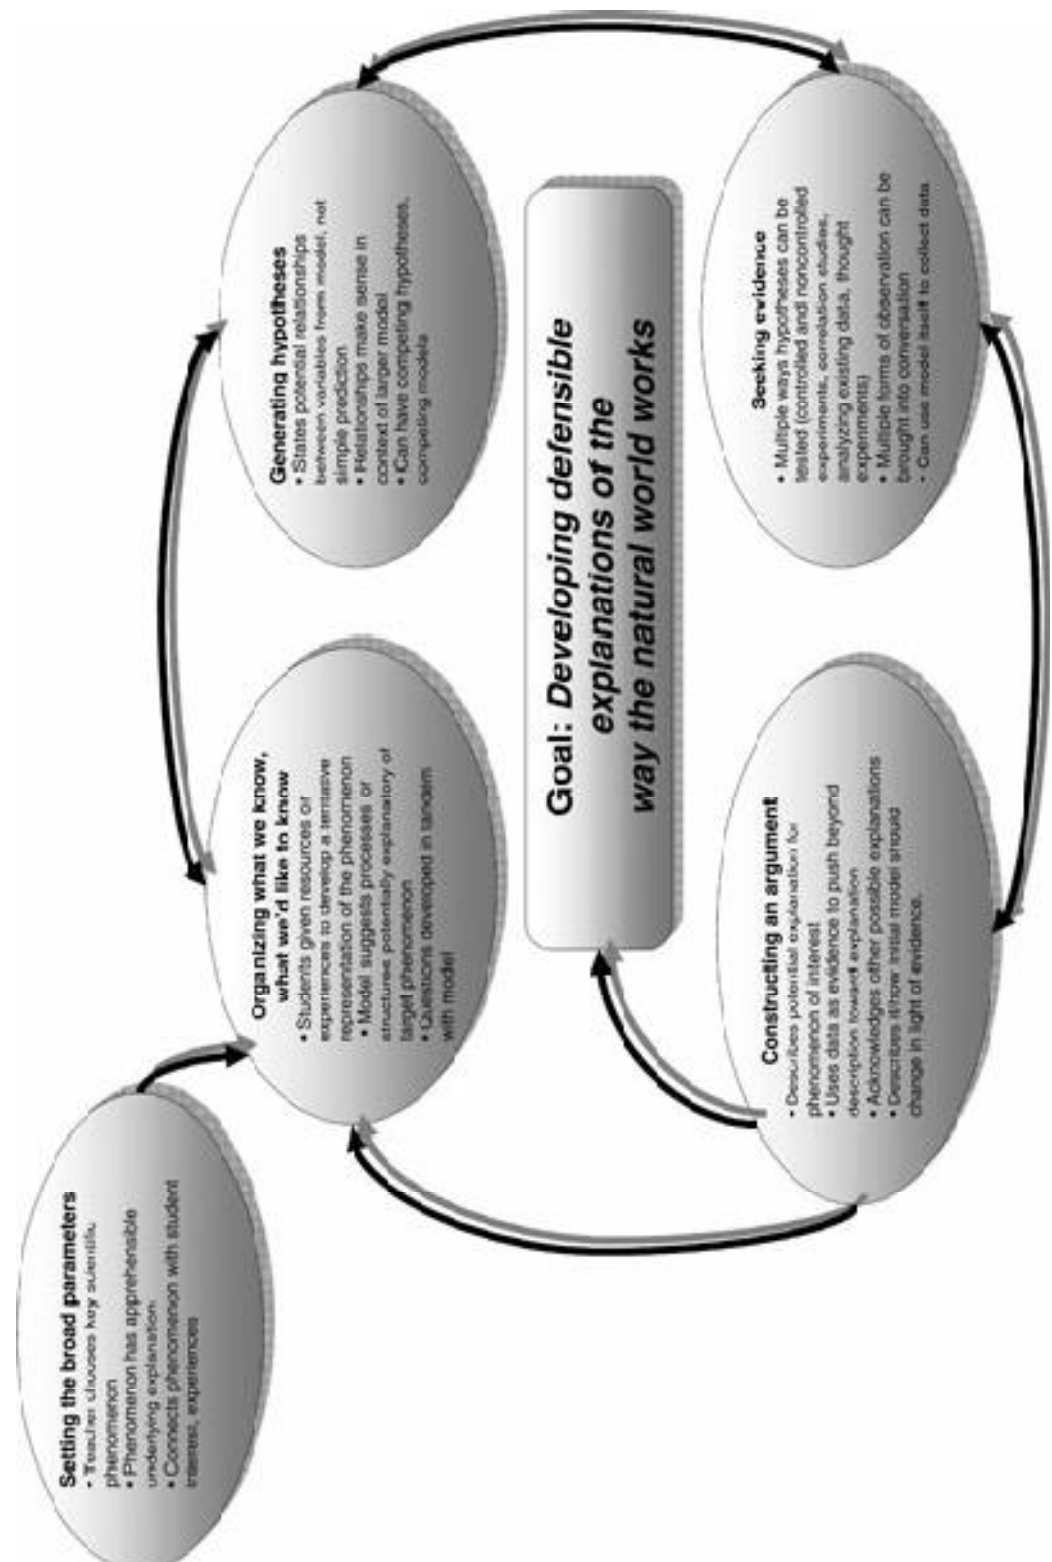 Setting the broad parameters
• Teacher chooses key scientific
phenomenon
• Phenomenon has apprehensible
underlying explanation
• Connects phenomenon with student
interest, experiences
Organizing what we know,
what we'd like to know
• Students given resources or
experiences to develop a tentative
representation of the phenomenon
• Model suggests processes or
structures potentially explanatory of
target phenomenon
• Questions developed in tandem
with model
Generating hypotheses
• States potential relationships
between variables from model, not
simple prediction
• Relationships make sense in
context of larger model
• Can have competing hypotheses,
competing models
Goal: Developing defensible
explanations of the
way the natural world works
Constructing an argument
• Describes potential explanation for
phenomenon of interest
• Uses data as evidence to push beyond
description toward explanation
• Acknowledges other possible explanations
• Describes if/how initial model should
change in light of evidence.
Seeking evidence
• Multiple ways hypotheses can be
tested (controlled and noncontrolled
experiments, correlation studies,
analyzing existing data, thought
experiments)
• Multiple forms of observation can be
brought into conversation
• Can use model itself to collect data